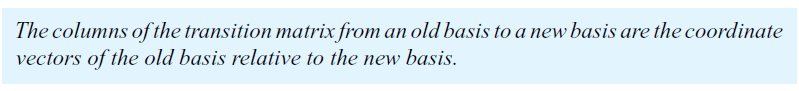 The columns of the transition matrix from an old basis to a new basis are the coordinate
vectors of the old basis relative to the new basis.